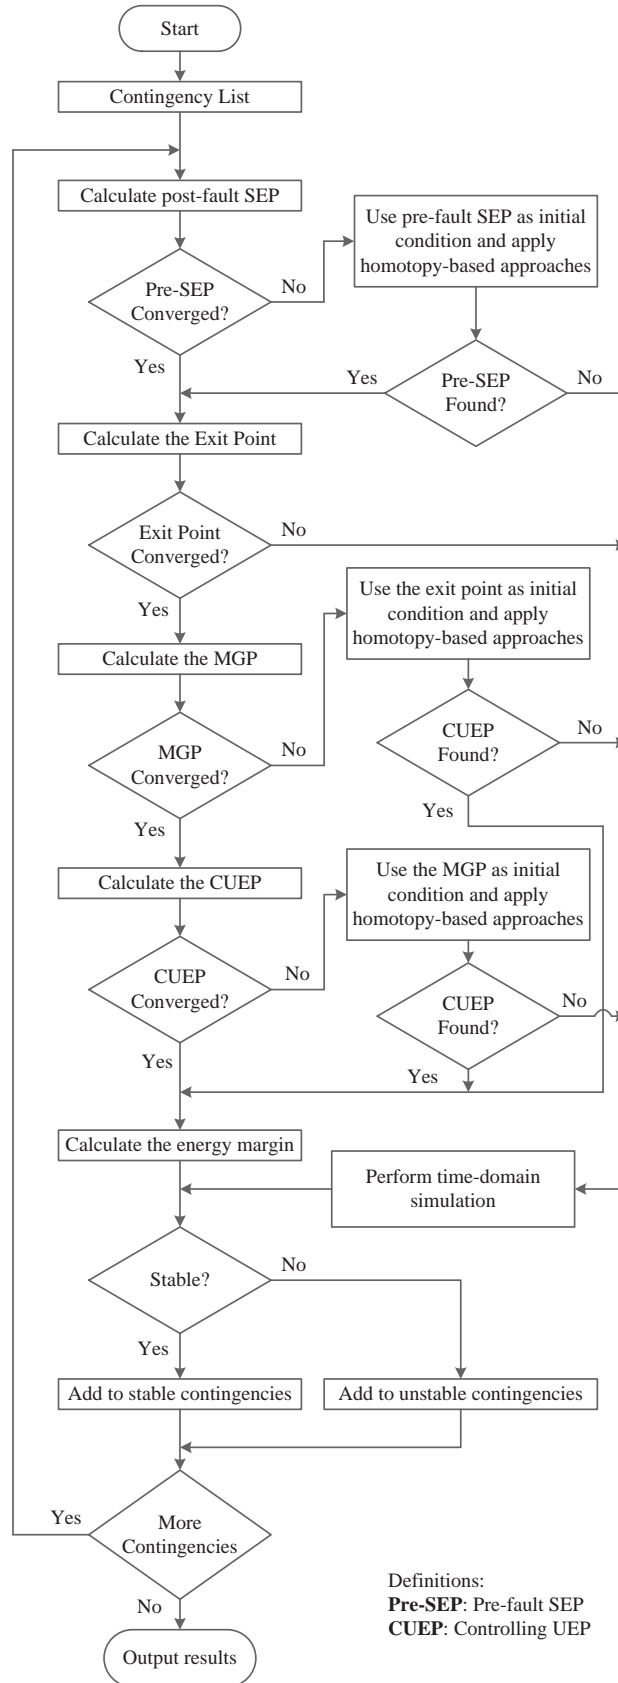 Start
Contingency List
Calculate post-fault SEP
Use pre-fault SEP as initial
condition and apply
homotopy-based approaches
Pre-SEP
Converged?
No
Yes
Yes
Pre-SEP
Found?
No
Calculate the Exit Point
Exit Point
Converged?
No
Yes
Use the exit point as initial
condition and apply
homotopy-based approaches
Calculate the MGP
MGP
Converged?
No
CUEP
Found?
No
Yes
Yes
Calculate the CUEP
Use the MGP as initial
condition and apply
homotopy-based approaches
CUEP
Converged?
No
CUEP
Found?
No
Yes
Yes
Calculate the energy margin
Perform time-domain
simulation
Stable?
No
Yes
Add to stable contingencies
Add to unstable contingencies
Yes
More
Contingencies
No
Output results
Definitions:
Pre-SEP: Pre-fault SEP
CUEP: Controlling UEP